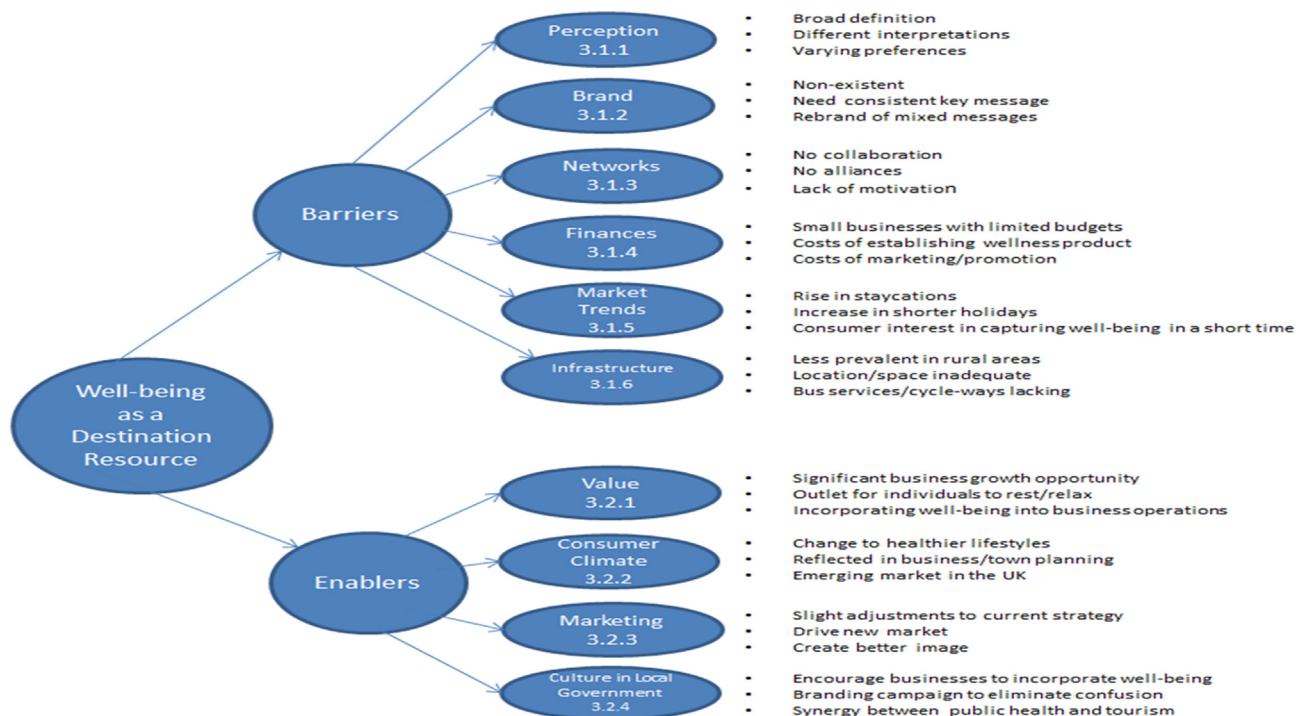 Perception
3.1.1
• Broad definition
• Different interpretations
• Varying preferences
Brand
3.1.2
• Non-existent
• Need consistent key message
• Rebrand of mixed messages
Networks
3.1.3
• No collaboration
• No alliances
• Lack of motivation
Barriers
Finances
3.1.4
• Small businesses with limited budgets
• Costs of establishing wellness product
• Costs of marketing/promotion
Market
Trends
3.1.5
• Rise in staycations
• Increase in shorter holidays
• Consumer interest in capturing well-being in a short time
Infrastructure
3.1.6
• Less prevalent in rural areas
• Location/space inadequate
• Bus services/cycle-ways lacking
Well-being
as a
Destination
Resource
Value
3.2.1
• Significant business growth opportunity
• Outlet for individuals to rest/relax
• Incorporating well-being into business operations
Consumer
Climate
3.2.2
• Change to healthier lifestyles
• Reflected in business/town planning
• Emerging market in the UK
Enablers
Marketing
3.2.3
• Slight adjustments to current strategy
• Drive new market
• Create better image
Culture in Local
Government
3.2.4
• Encourage businesses to incorporate well-being
• Branding campaign to eliminate confusion
• Synergy between public health and tourism